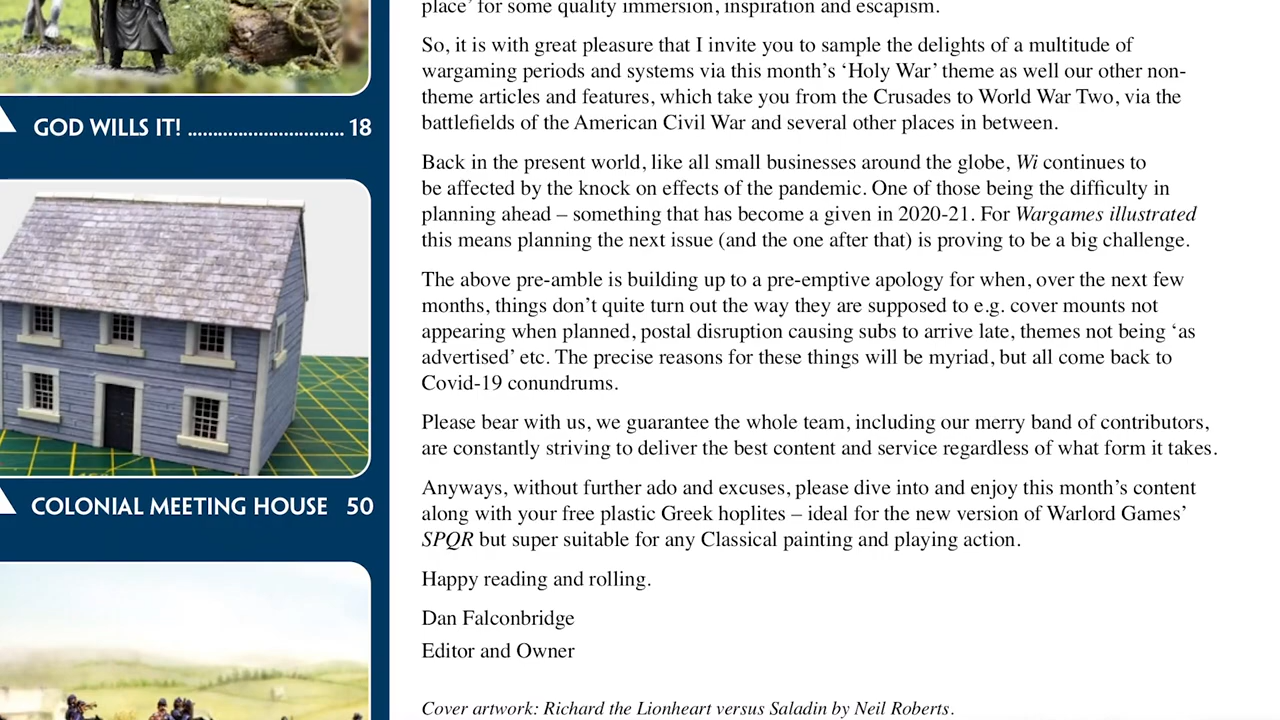 place’ for some quality immersion, inspiration and escapism.
So, it is with great pleasure that I invite you to sample the delights of a multitude of
wargaming periods and systems via this month’s ‘Holy War’ theme as well our other non-
theme articles and features, which take you from the Crusades to World War Two, via the
battlefields of the American Civil War and several other places in between.
Back in the present world, like all small businesses around the globe, Wi continues to
be affected by the knock on effects of the pandemic. One of those being the difficulty in
planning ahead – something that has become a given in 2020-21. For Wargames illustrated
this means planning the next issue (and the one after that) is proving to be a big challenge.
The above pre-amble is building up to a pre-emptive apology for when, over the next few
months, things don’t quite turn out the way they are supposed to e.g. cover mounts not
appearing when planned, postal disruption causing subs to arrive late, themes not being ‘as
advertised’ etc. The precise reasons for these things will be myriad, but all come back to
Covid-19 conundrums.
Please bear with us, we guarantee the whole team, including our merry band of contributors,
are constantly striving to deliver the best content and service regardless of what form it takes.
Anyways, without further ado and excuses, please dive into and enjoy this month’s content
along with your free plastic Greek hoplites – ideal for the new version of Warlord Games’
SPQR but super suitable for any Classical painting and playing action.
Happy reading and rolling.
Dan Falconbridge
Editor and Owner
Cover artwork: Richard the Lionheart versus Saladin by Neil Roberts.
GOD WILLS IT! ................................ 18
COLONIAL MEETING HOUSE 50